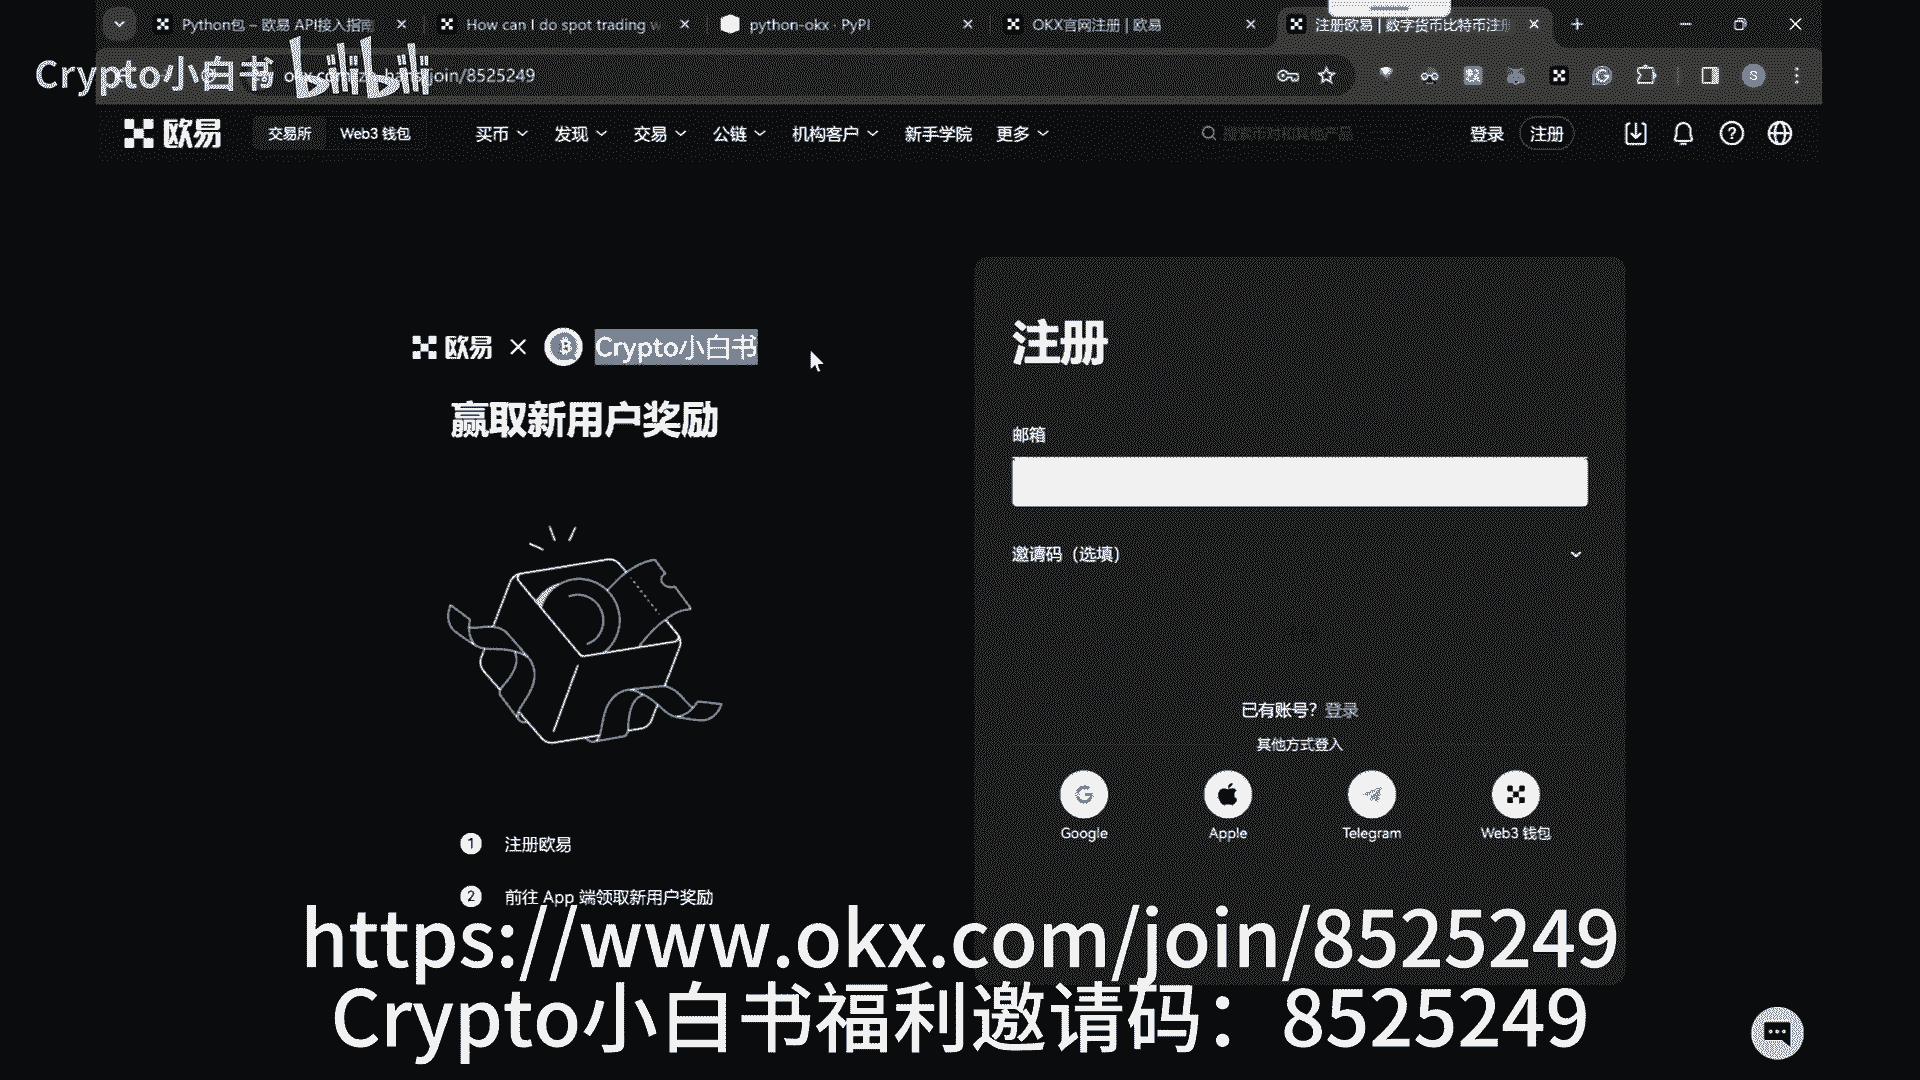 Python包 – 欧易 API接入指南
How can I do spot trading w
python-okx · PyPI
OKX官网注册 | 欧易
注册欧易 | 数字货币比特币注册
Crypto小白书 bilibili
join/8525249
S
欧易
交易所
Web3 钱包
买币
发现
交易
公链
机构客户
新手学院
更多
搜索币对和其他产品
登录
注册
欧易 × Crypto小白书
赢取新用户奖励
1 注册欧易
2 前往 App 端领取新用户奖励
注册
邮箱
邀请码（选填）
已有账号？登录
其他方式登入
Google
Apple
Telegram
Web3 钱包
https://www.okx.com/join/8525249
Crypto小白书福利邀请码：8525249